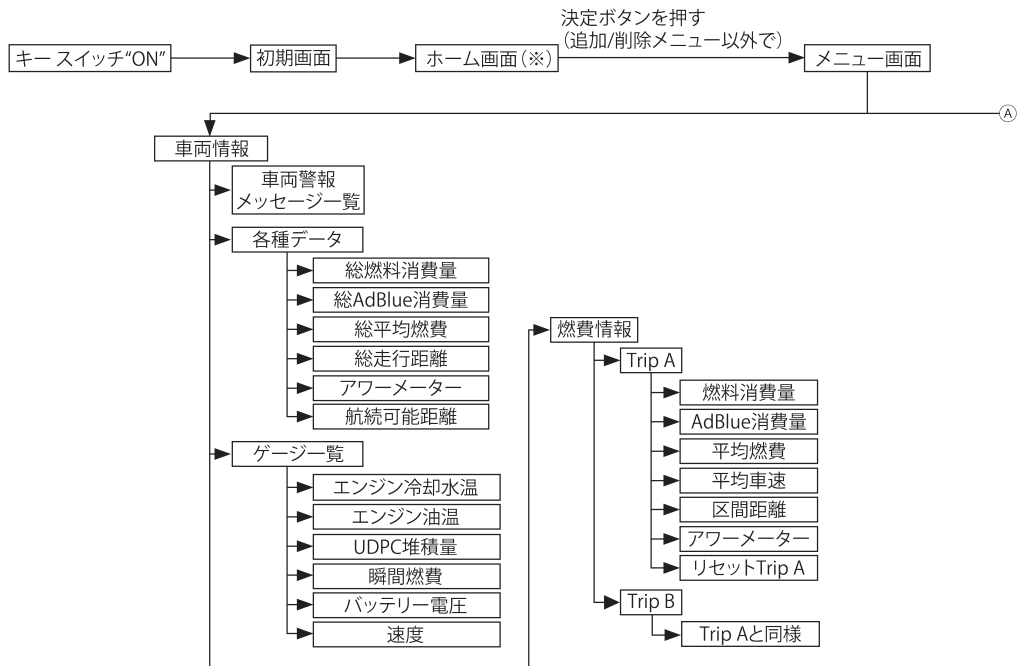 決定ボタンを押す
(追加/削除メニュー以外で)
キー スイッチ“ON”
初期画面
ホーム画面(※)
メニュー画面
Ⓐ
車両情報
車両警報
メッセージ一覧
各種データ
総燃料消費量
総AdBlue消費量
総平均燃費
総走行距離
アワーメーター
航続可能距離
ゲージ一覧
エンジン冷却水温
エンジン油温
UDPC堆積量
瞬間燃費
バッテリー電圧
速度
燃費情報
Trip A
燃料消費量
AdBlue消費量
平均燃費
平均車速
区間距離
アワーメーター
リセットTrip A
Trip B
Trip Aと同様